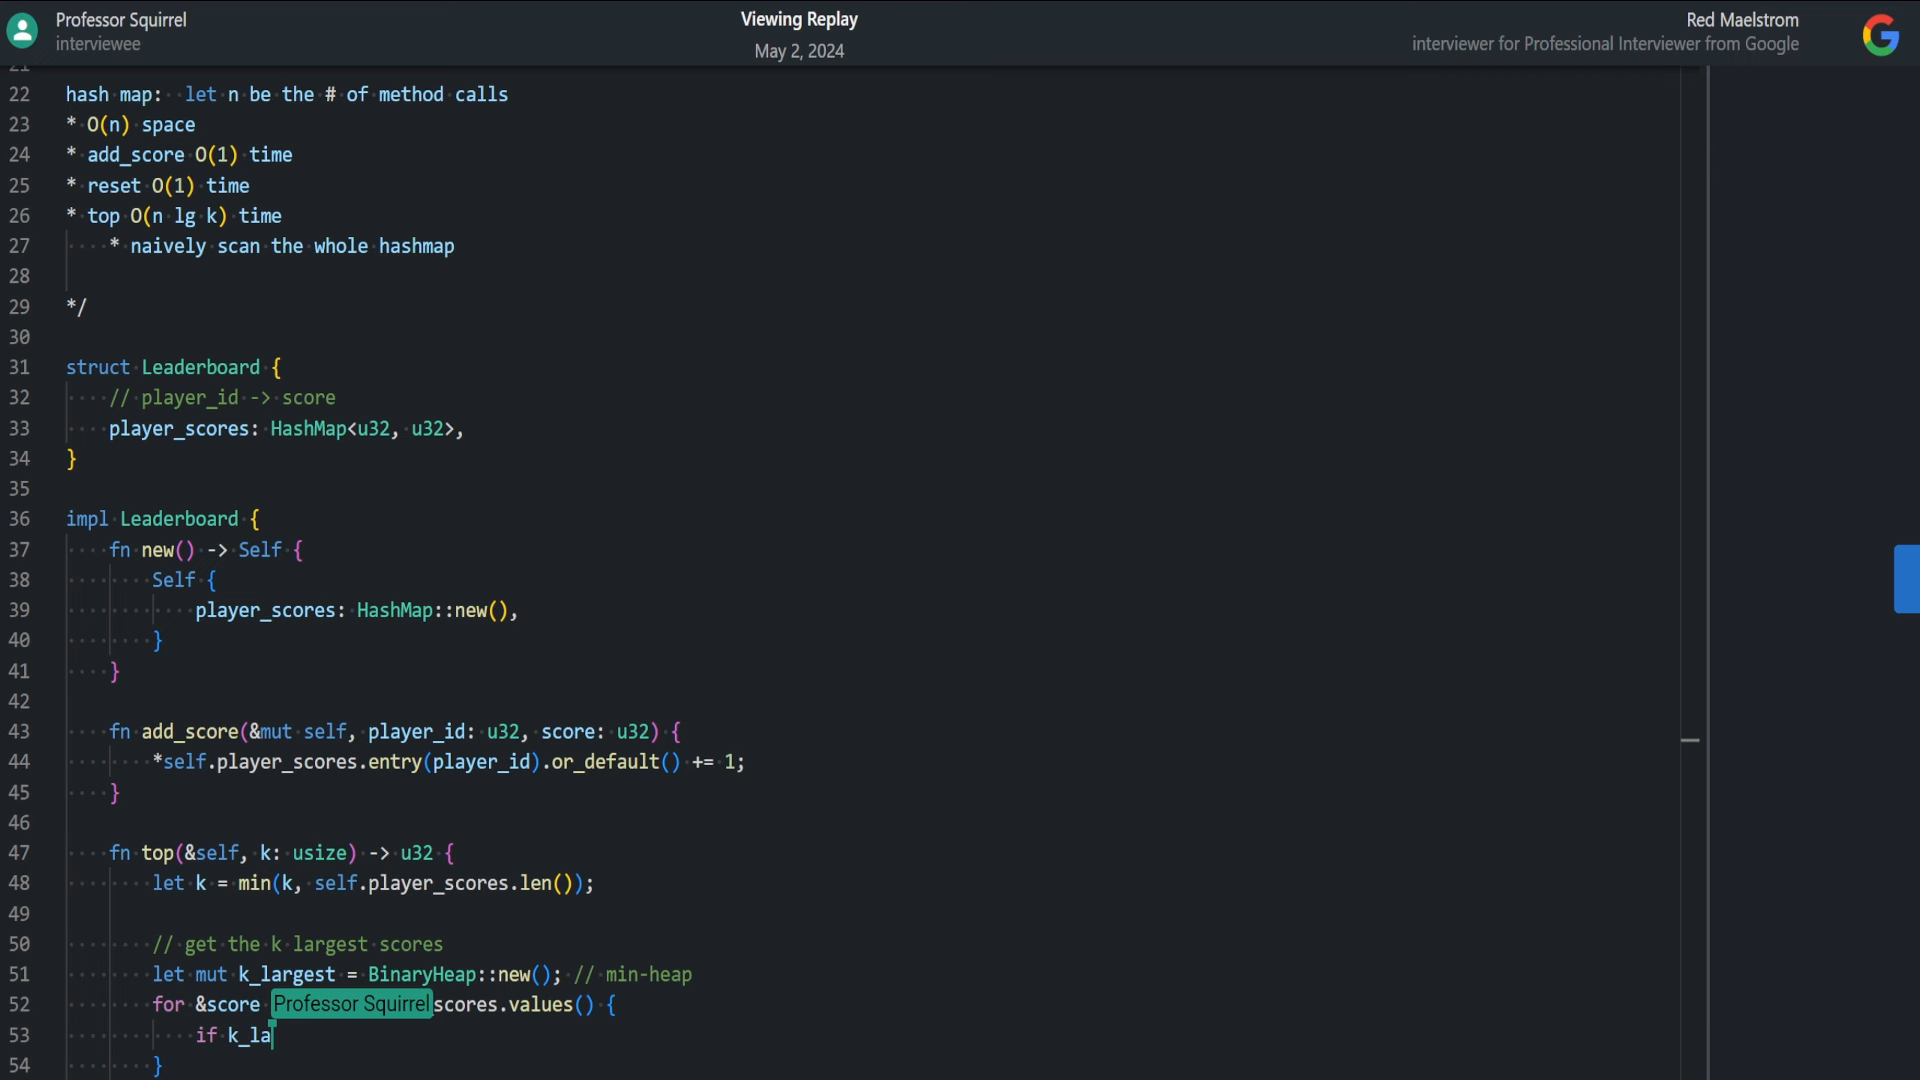 Professor Squirrel
interviewee
Viewing Replay
May 2, 2024
Red Maelstrom
interviewer for Professional Interviewer from Google
21
22 hash map: let n be the # of method calls
23 * O(n) space
24 * add_score O(1) time
25 * reset O(1) time
26 * top O(n lg k) time
27 * naively scan the whole hashmap
28
29 */
30
31 struct Leaderboard {
32 // player_id -> score
33 player_scores: HashMap<u32, u32>,
34 }
35
36 impl Leaderboard {
37 fn new() -> Self {
38 Self {
39 player_scores: HashMap::new(),
40 }
41 }
42
43 fn add_score(&mut self, player_id: u32, score: u32) {
44 *self.player_scores.entry(player_id).or_default() += 1;
45 }
46
47 fn top(&self, k: usize) -> u32 {
48 let k = min(k, self.player_scores.len());
49
50 // get the k largest scores
51 let mut k_largest = BinaryHeap::new(); // min-heap
52 for &score Professor Squirrel scores.values() {
53 if k_la
54 }